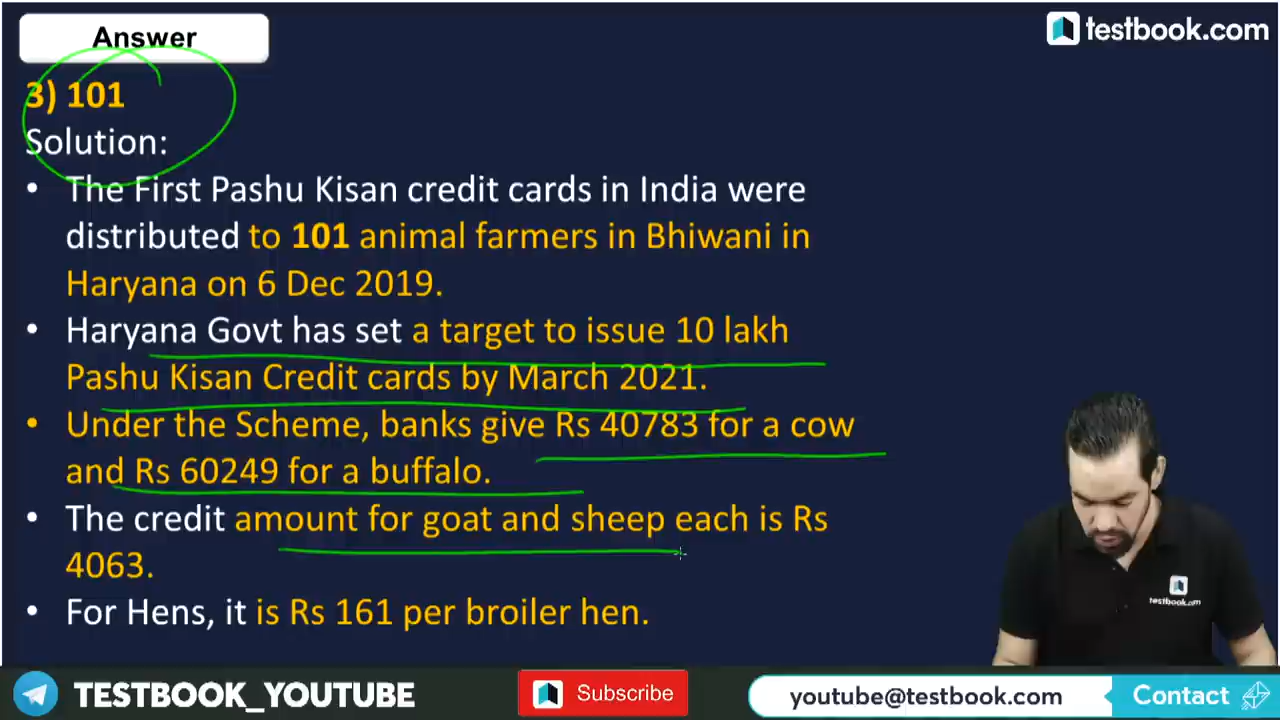 Answer
testbook.com
3) 101
Solution:
• The First Pashu Kisan credit cards in India were
distributed to 101 animal farmers in Bhiwani in
Haryana on 6 Dec 2019.
• Haryana Govt has set a target to issue 10 lakh
Pashu Kisan Credit cards by March 2021.
• Under the Scheme, banks give Rs 40783 for a cow
and Rs 60249 for a buffalo.
• The credit amount for goat and sheep each is Rs
4063.
• For Hens, it is Rs 161 per broiler hen.
testbook.com
TESTBOOK_YOUTUBE
Subscribe
youtube@testbook.com
Contact